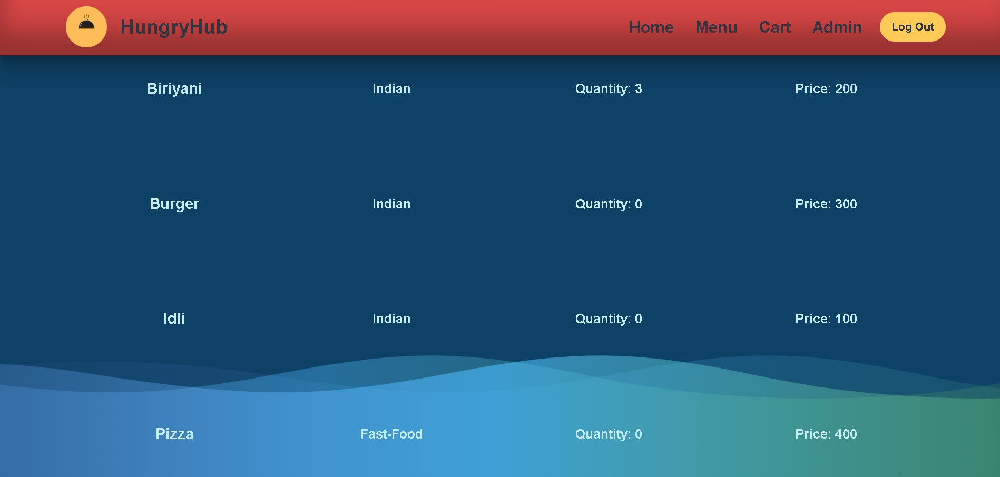 HungryHub Home Menu Cart Admin Log Out
Biriyani Indian Quantity: 3 Price: 200
Burger Indian Quantity: 0 Price: 300
Idli Indian Quantity: 0 Price: 100
Pizza Fast-Food Quantity: 0 Price: 400